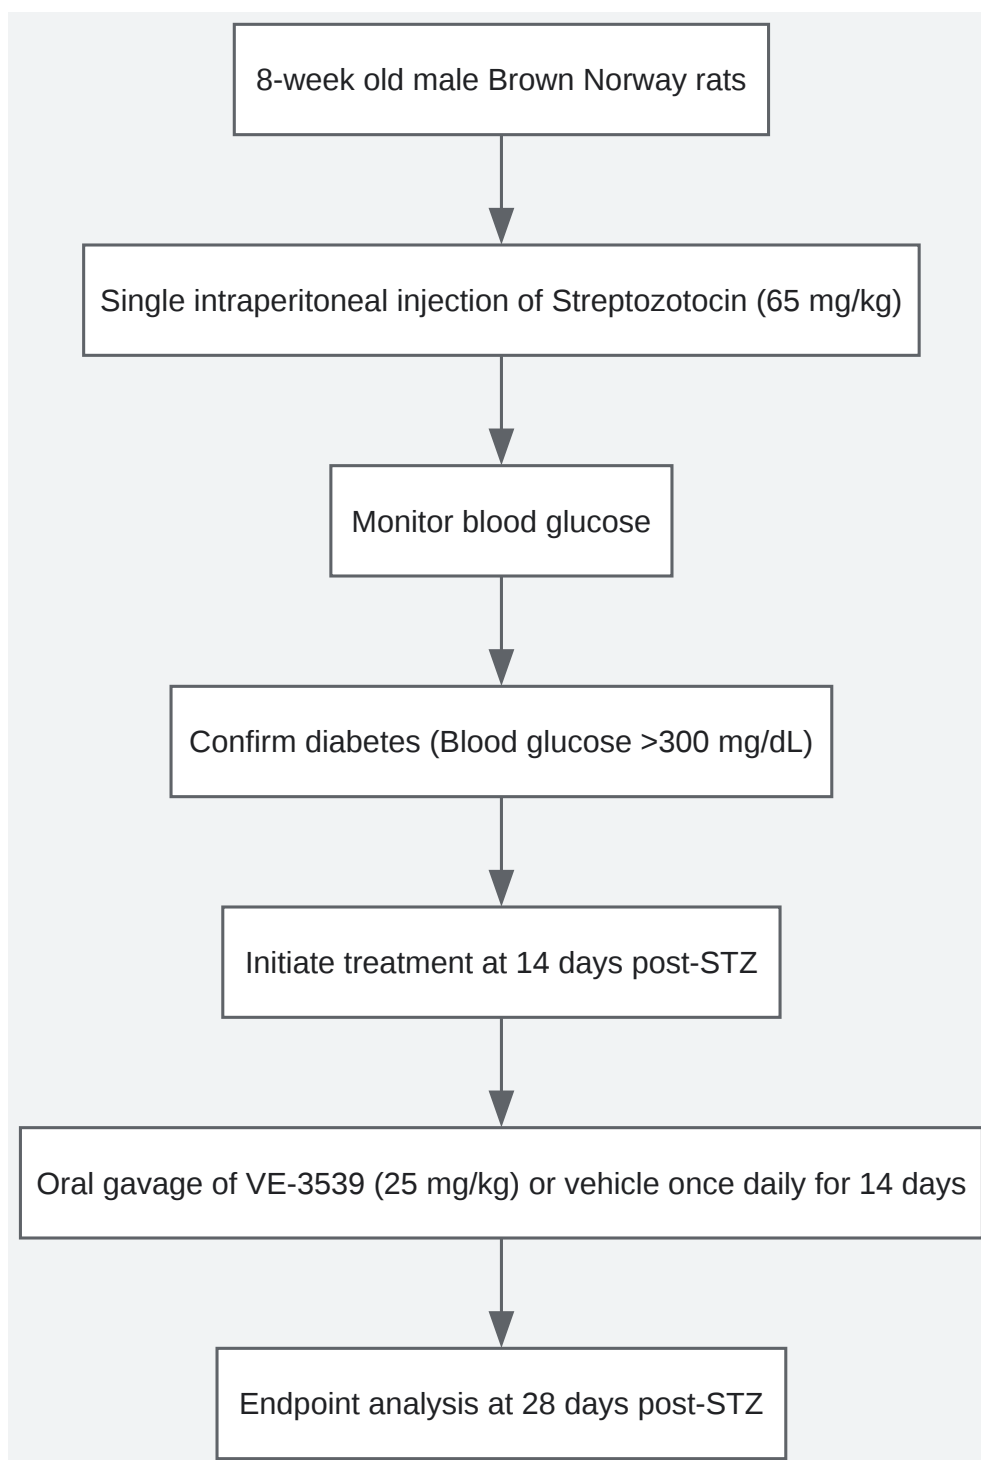 8-week old male Brown Norway rats
Single intraperitoneal injection of Streptozotocin (65 mg/kg)
Monitor blood glucose
Confirm diabetes (Blood glucose >300 mg/dL)
Initiate treatment at 14 days post-STZ
Oral gavage of VE-3539 (25 mg/kg) or vehicle once daily for 14 days
Endpoint analysis at 28 days post-STZ